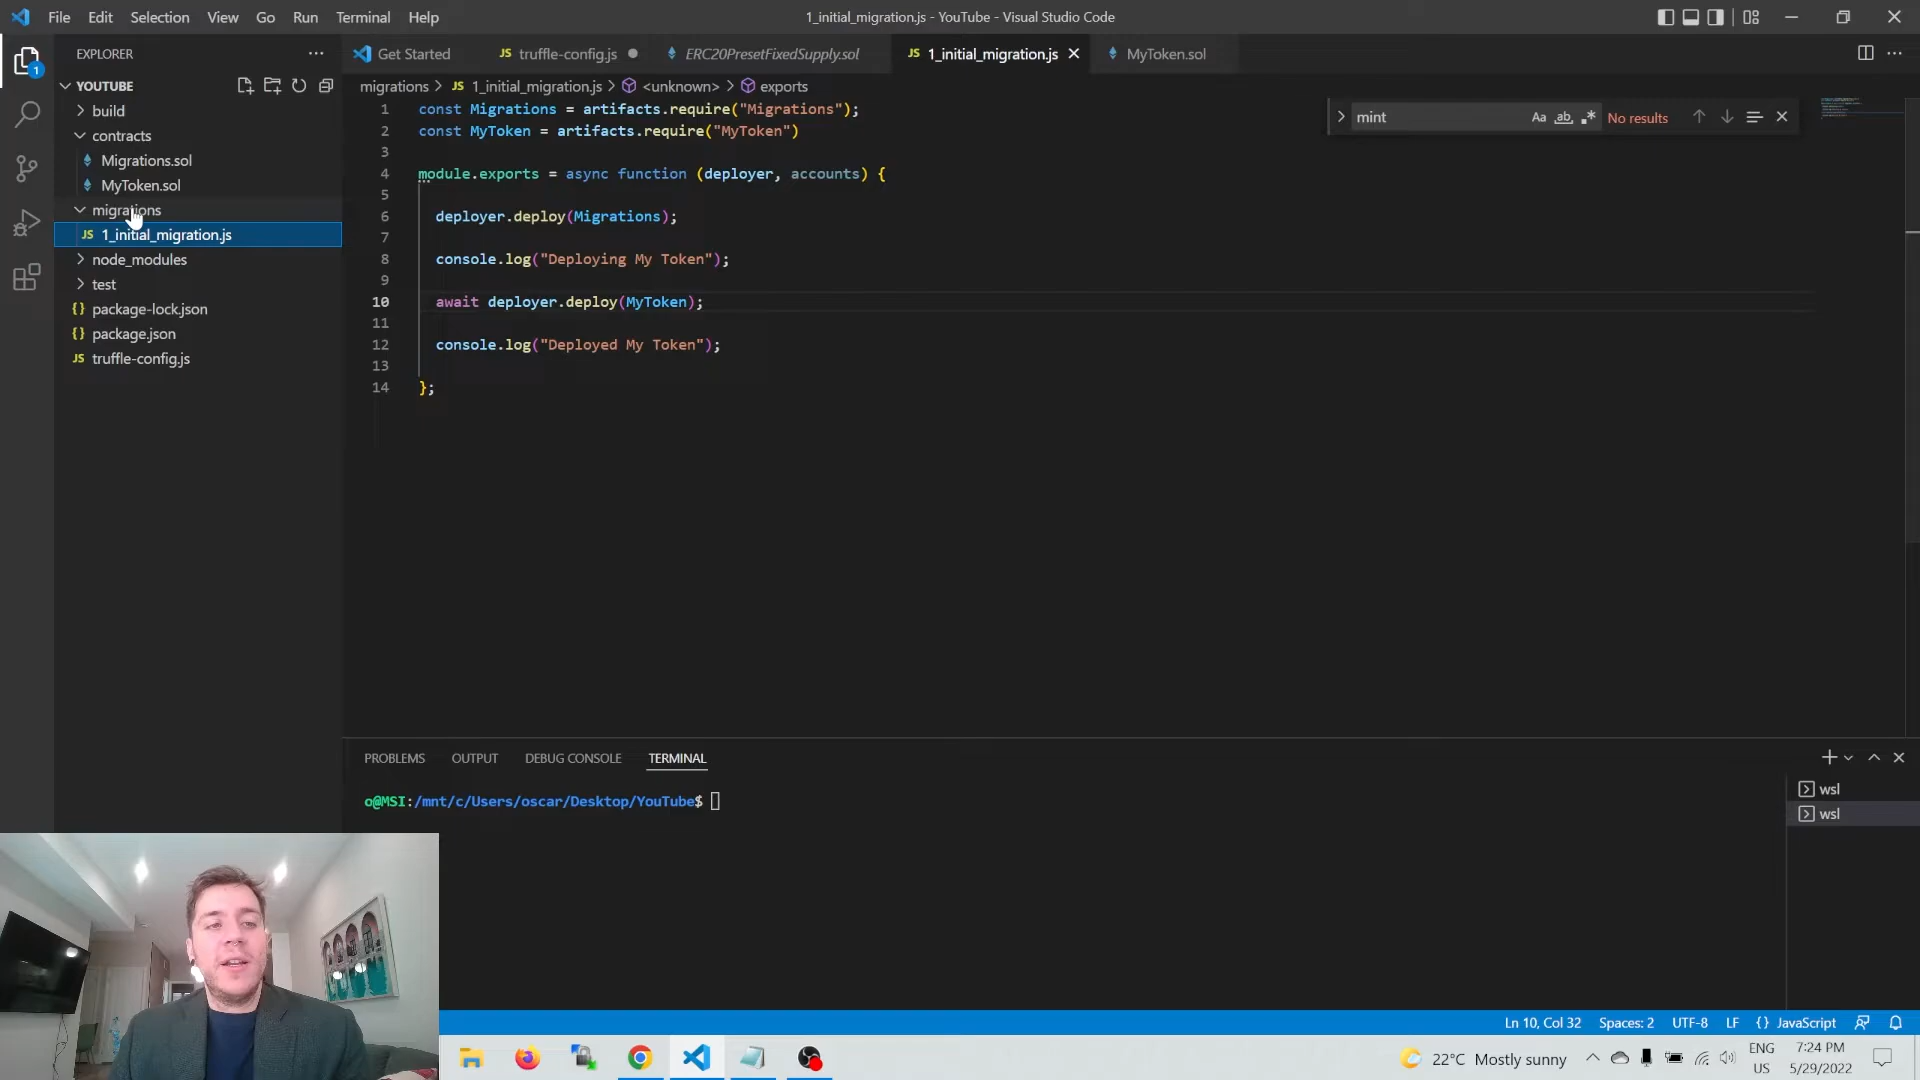 File Edit Selection View Go Run Terminal Help
1_initial_migration.js - YouTube - Visual Studio Code
EXPLORER
Get Started
JS truffle-config.js
ERC20PresetFixedSupply.sol
JS 1_initial_migration.js
MyToken.sol
YOUTUBE
migrations > JS 1_initial_migration.js > <unknown> > exports
build
contracts
Migrations.sol
MyToken.sol
migrations
JS 1_initial_migration.js
node_modules
test
{} package-lock.json
{} package.json
JS truffle-config.js
mint
Aa ab No results
1 const Migrations = artifacts.require("Migrations");
2 const MyToken = artifacts.require("MyToken")
3
4 module.exports = async function (deployer, accounts) {
5
6 deployer.deploy(Migrations);
7
8 console.log("Deploying My Token");
9
10 await deployer.deploy(MyToken);
11
12 console.log("Deployed My Token");
13
14 };
PROBLEMS OUTPUT DEBUG CONSOLE TERMINAL
o@MSI:/mnt/c/Users/oscar/Desktop/YouTube$
wsl
wsl
Ln 10, Col 32 Spaces: 2 UTF-8 LF {} JavaScript
22°C Mostly sunny
ENG
US
7:24 PM
5/29/2022